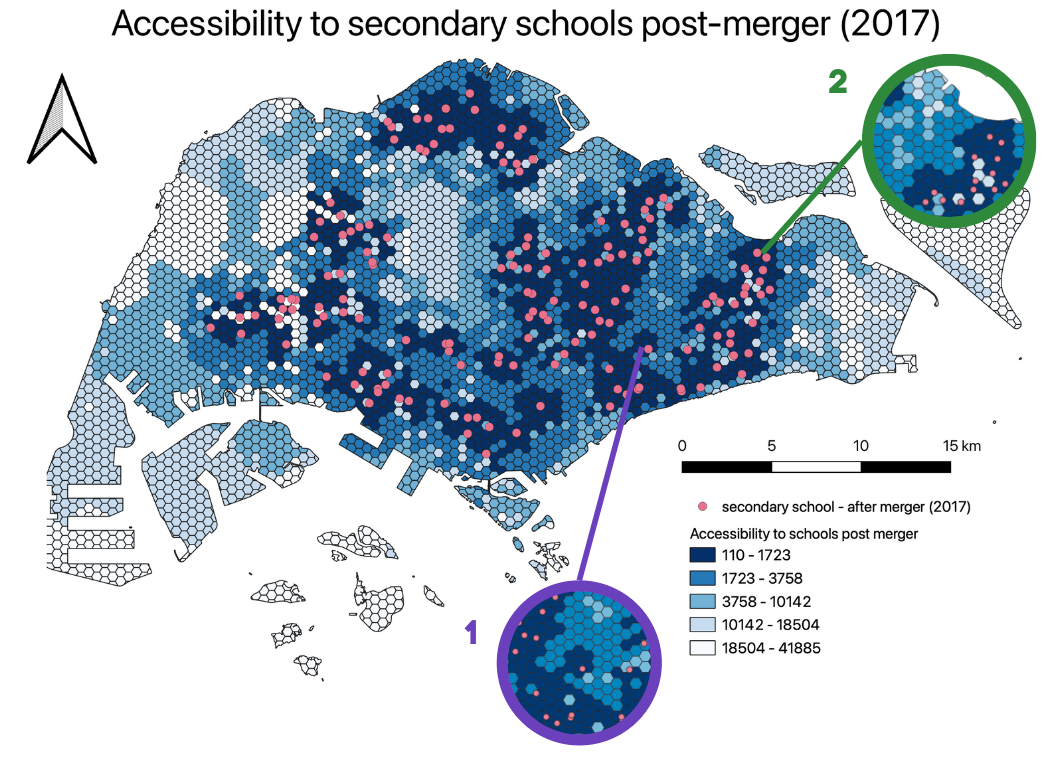 Accessibility to secondary schools post-merger (2017)
2
0 5 10 15 km
secondary school - after merger (2017)
Accessibility to schools post merger
110 - 1723
1723 - 3758
3758 - 10142
10142 - 18504
18504 - 41885
1